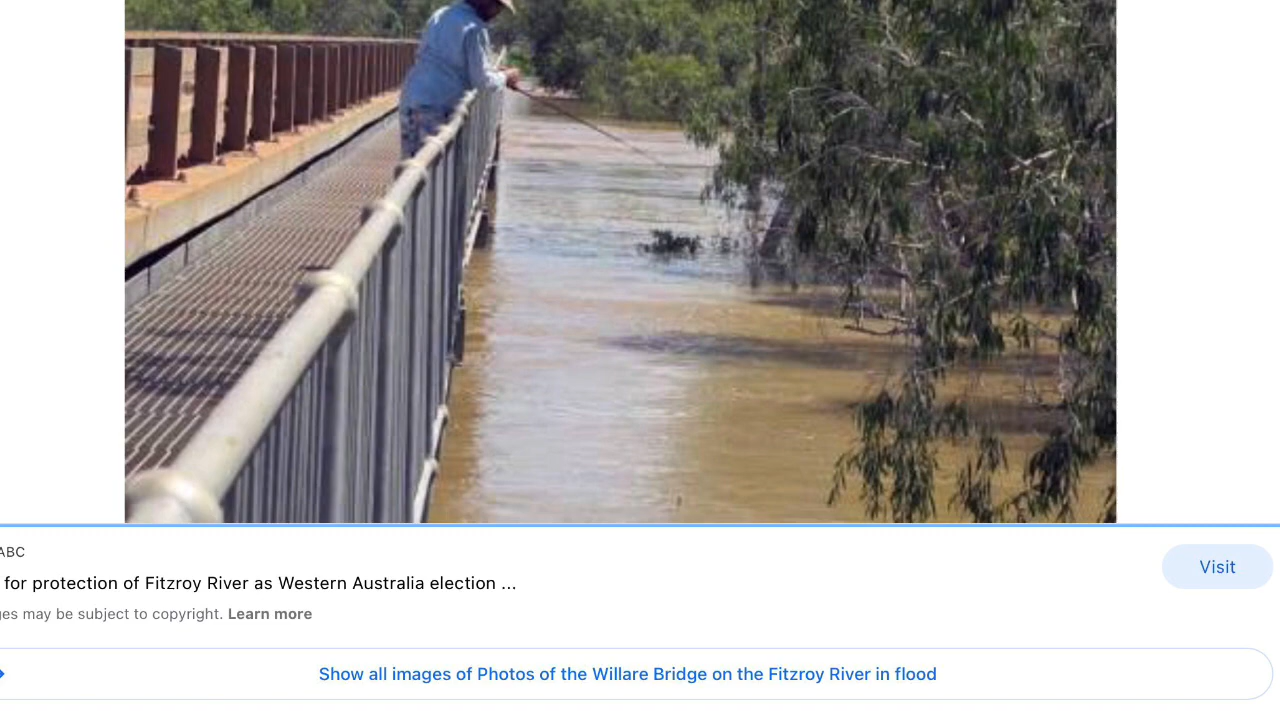 ABC
for protection of Fitzroy River as Western Australia election ...
Visit
ges may be subject to copyright. Learn more
Show all images of Photos of the Willare Bridge on the Fitzroy River in flood